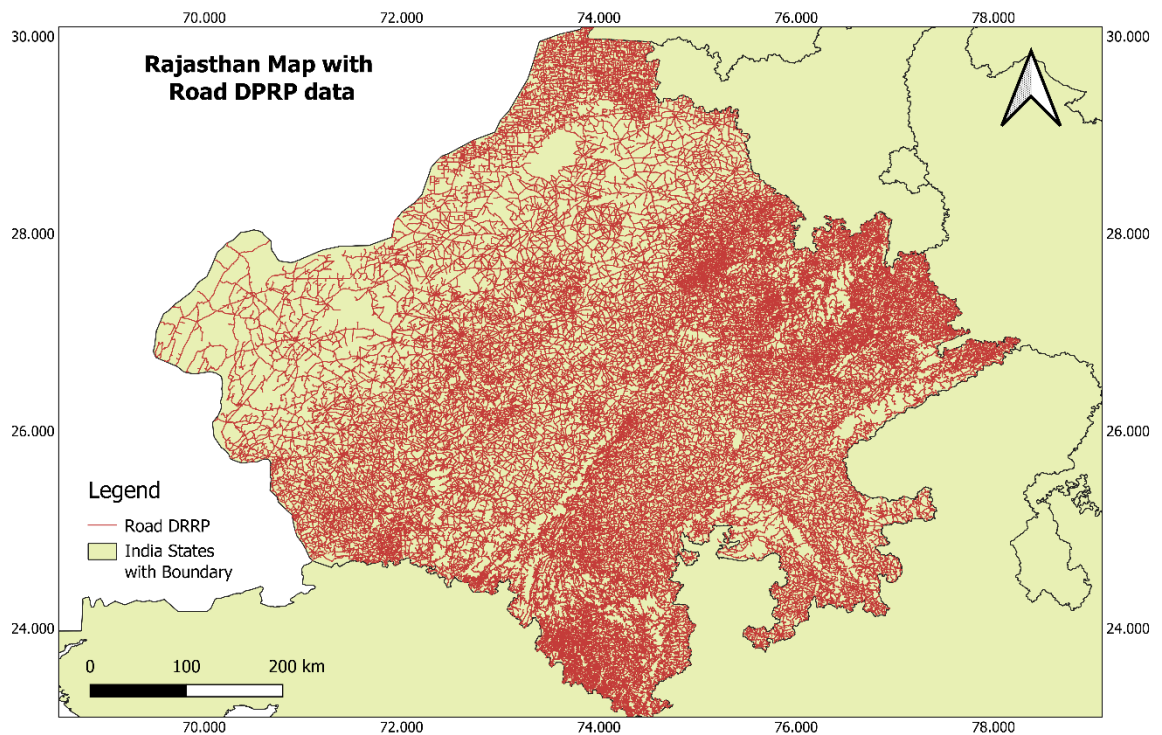 70.000 72.000 74.000 76.000 78.000
30.000 30.000
Rajasthan Map with
Road DPRP data
28.000 28.000
26.000 26.000
Legend
Road DRRP
India States
with Boundary
24.000 24.000
0 100 200 km
70.000 72.000 74.000 76.000 78.000